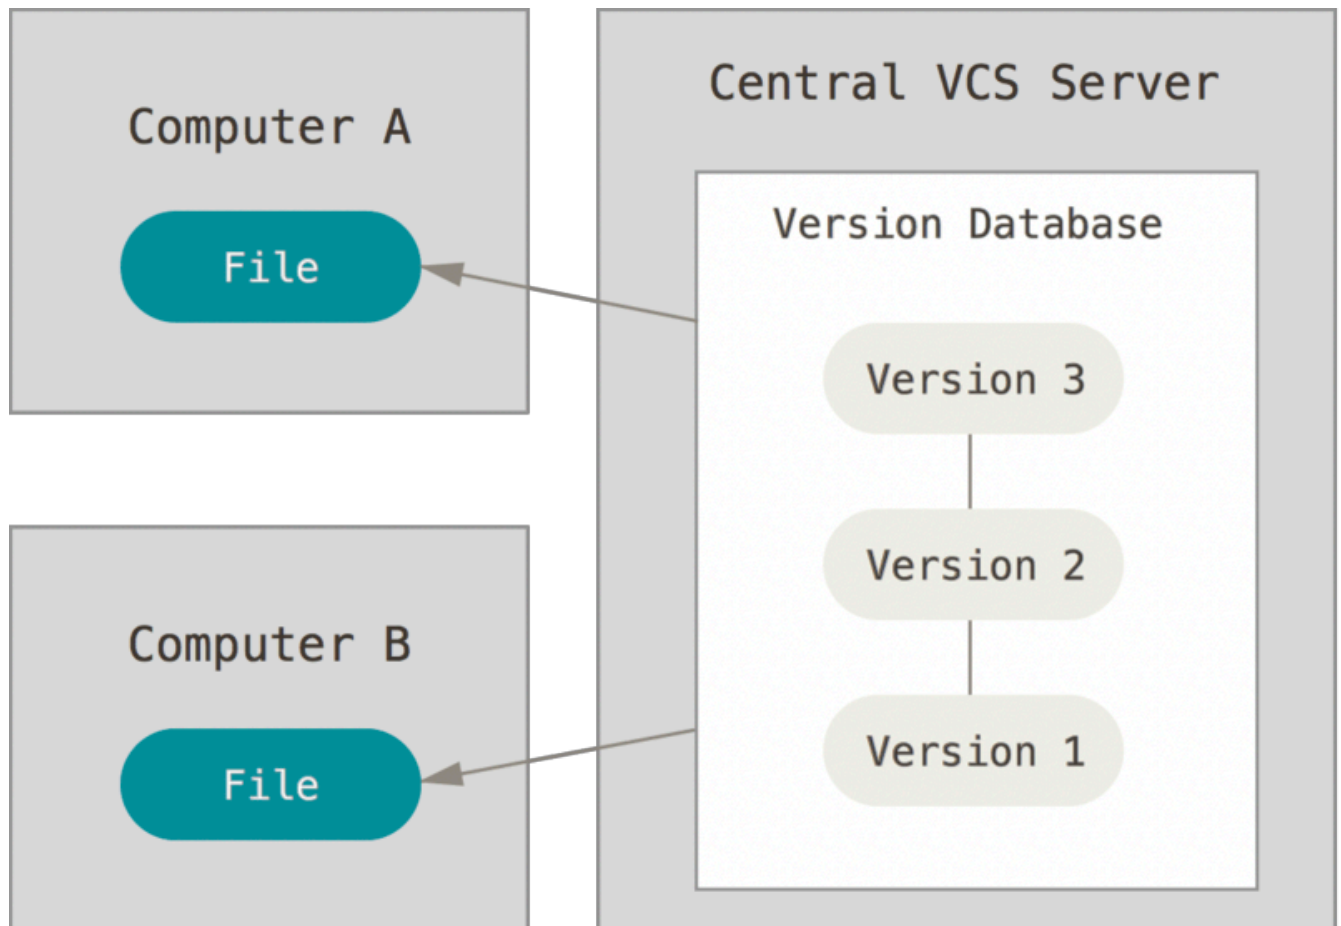 Computer A
File
Computer B
File
Central VCS Server
Version Database
Version 3
Version 2
Version 1